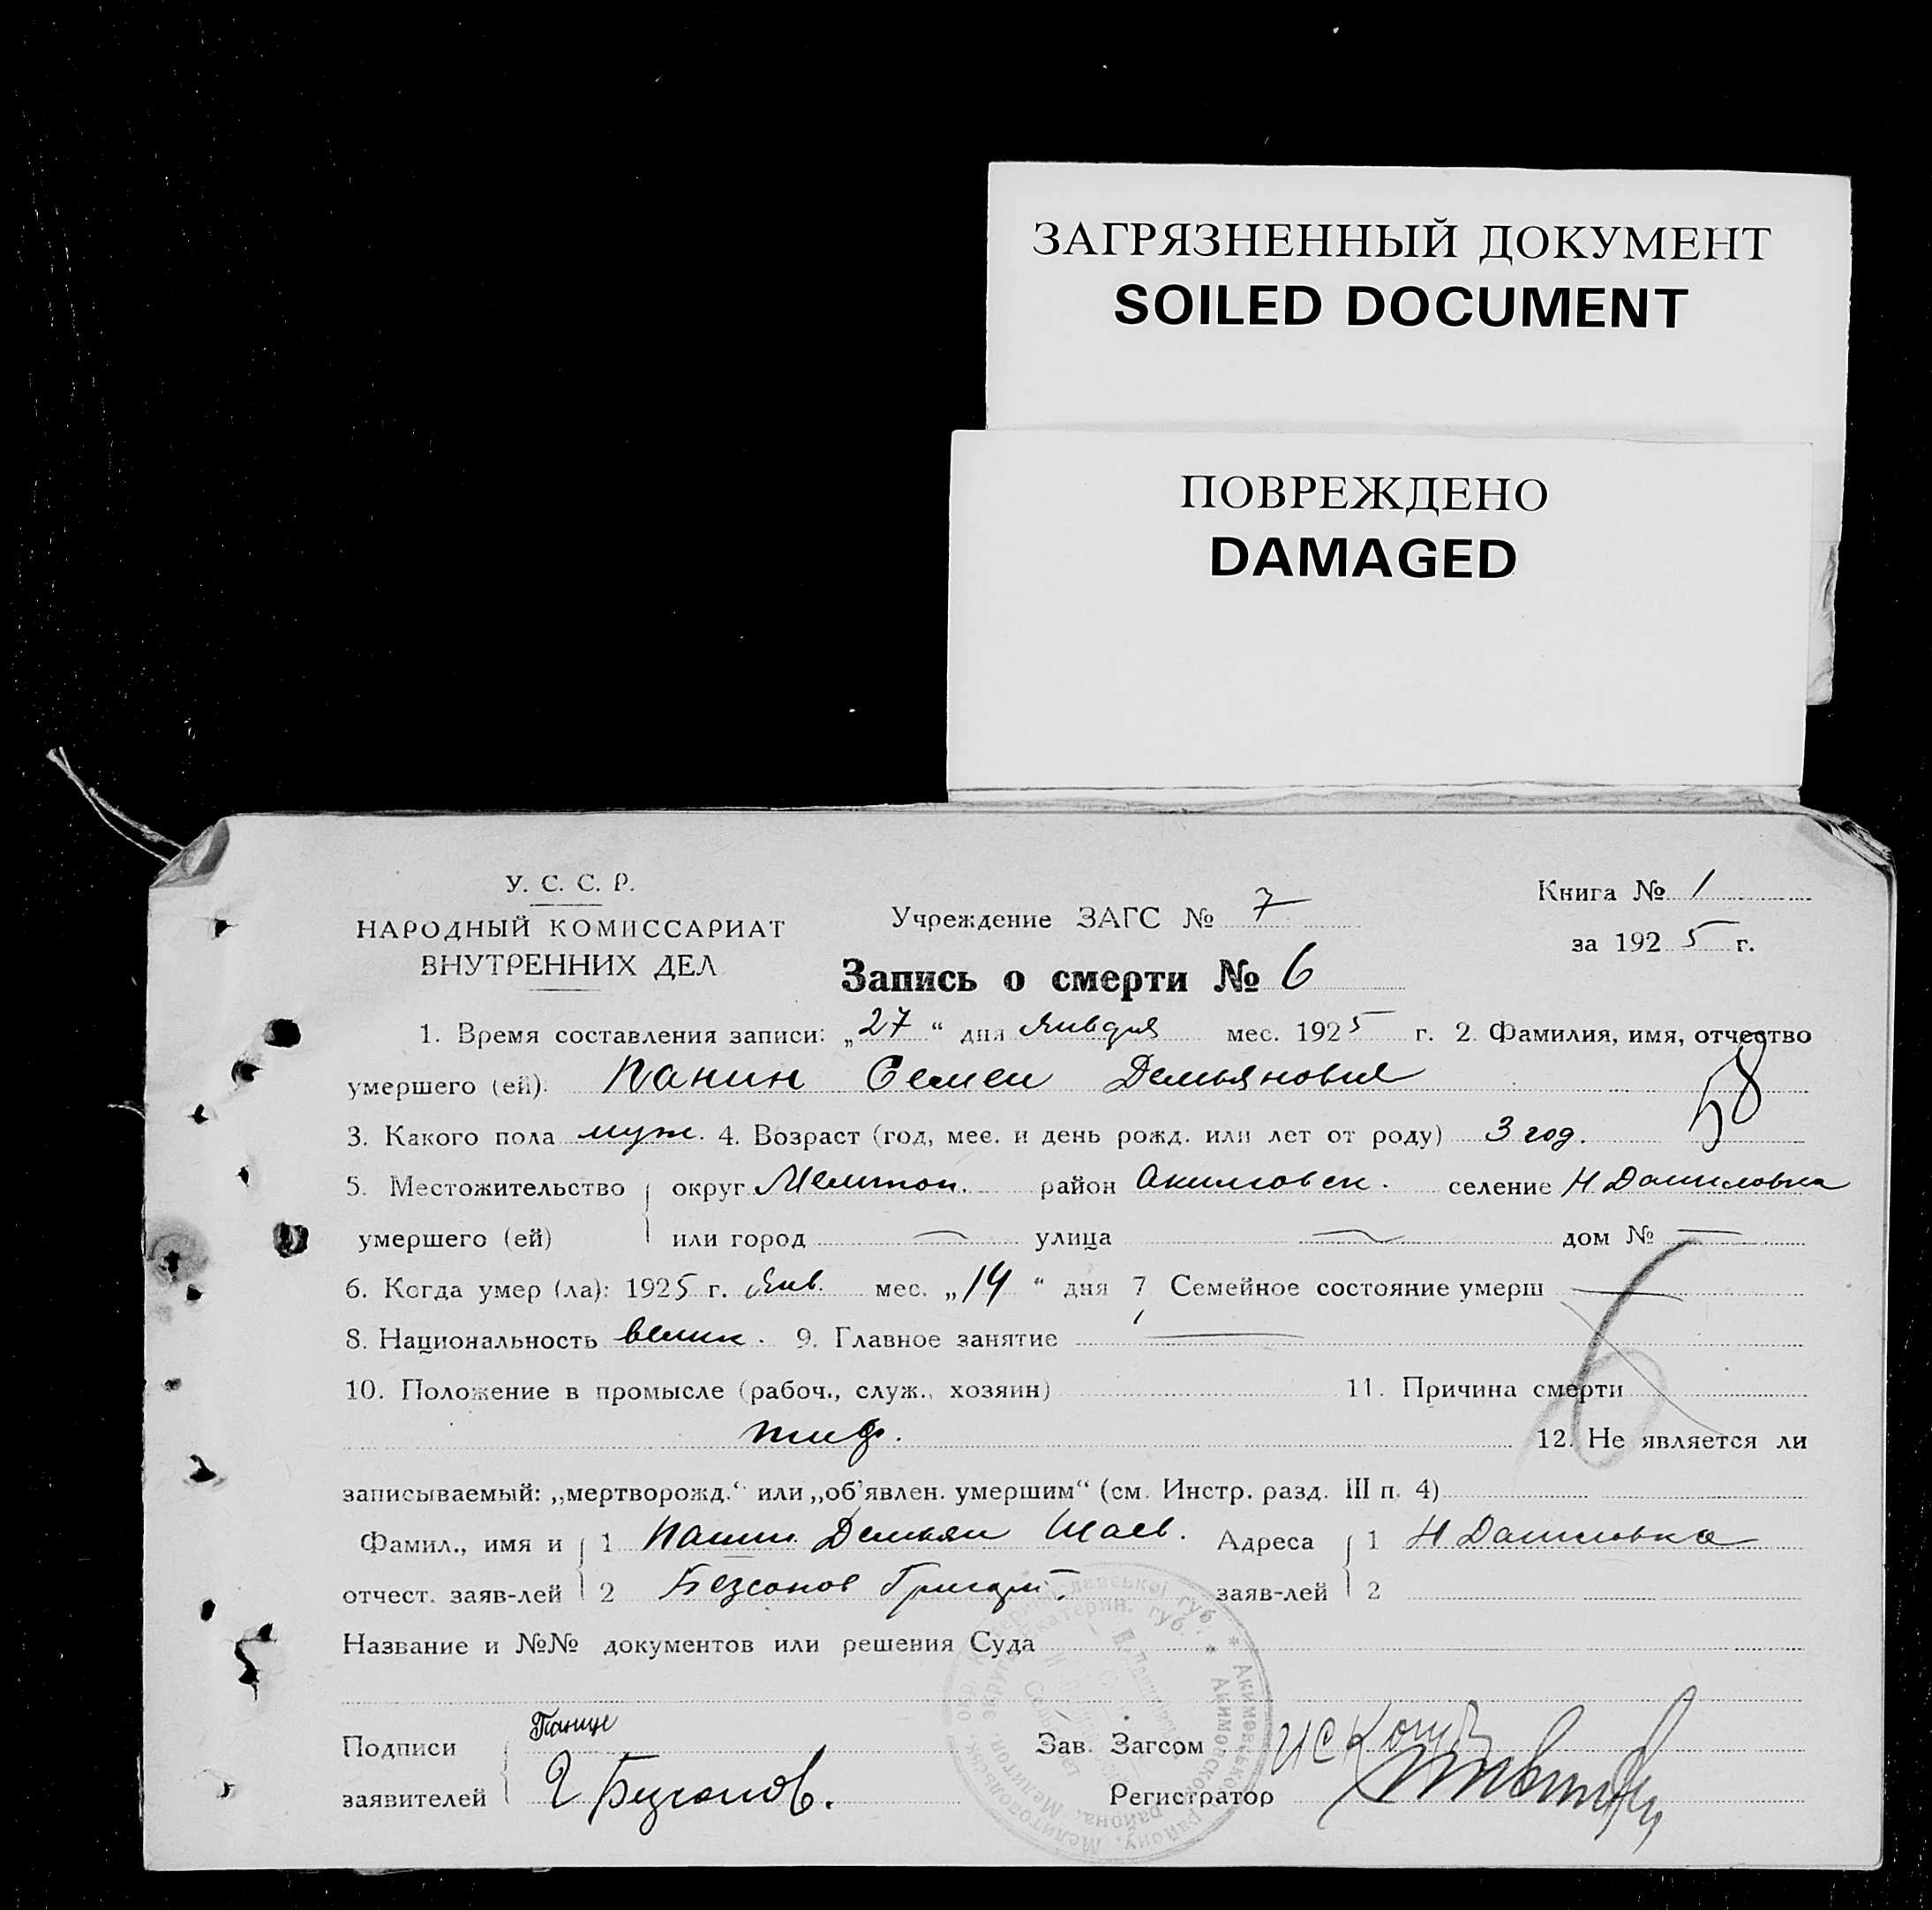 ЗАГРЯЗНЕННЫЙ ДОКУМЕНТ
SOILED DOCUMENT
ПОВРЕЖДЕНО
DAMAGED
У. С. С. Р.
НАРОДНЫЙ КОМИССАРИАТ
ВНУТРЕННИХ ДЕЛ
Учреждение ЗАГС № 7
Книга № 1
за 1925 г.
Запись о смерти № 6
1. Время составления записи: „27“ дня января мес. 1925 г. 2. Фамилия, имя, отчество
умершего (ей). Панин Семен Демьянович
58
3. Какого пола муж. 4. Возраст (год, мес. и день рожд. или лет от роду) 3 год.
5. Местожительство округ Мелитоп. район Акимовск. селение Н Даниловка
умершего (ей) или город — улица — дом № —
6. Когда умер (ла): 1925 г. Янв. мес. „14“ дня 7. Семейное состояние умерш —
8. Национальность велик. 9. Главное занятие —
10. Положение в промысле (рабоч., служ., хозяин) 11. Причина смерти
тиф. 12. Не является ли
записываемый: „мертворожд.“ или „об'явлен. умершим“ (см. Инстр. разд. III п. 4)
Фамил., имя и 1 Панин Демьян Адреса 1 Н Даниловка
отчест. заяв-лей 2 Безсонов Григорий заяв-лей 2
Название и №№ документов или решения Суда
Подписи Зав. Загсом
заявителей Г Безсонов. Регистратор